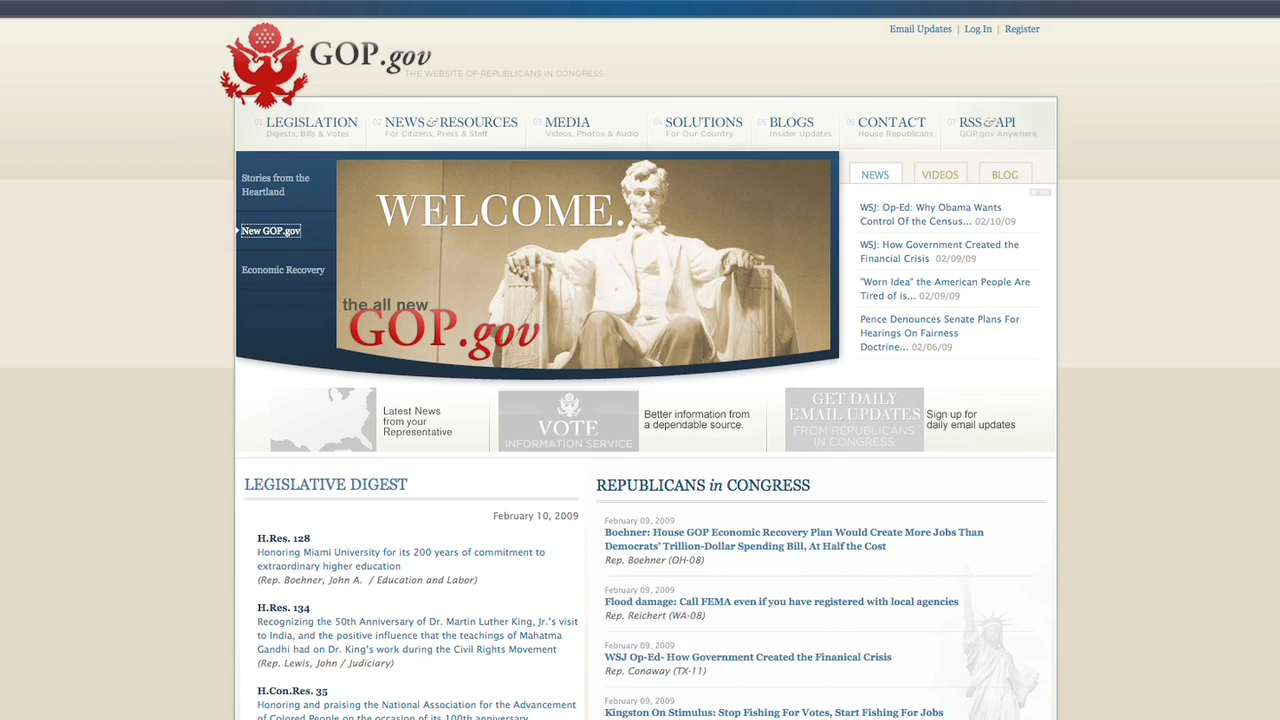 Email Updates | Log In | Register
GOP.gov
THE WEBSITE OF REPUBLICANS IN CONGRESS
01 LEGISLATION
Digests, Bills & Votes
02 NEWS & RESOURCES
For Citizens, Press & Staff
03 MEDIA
Videos, Photos & Audio
04 SOLUTIONS
For Our Country
05 BLOGS
Insider Updates
06 CONTACT
House Republicans
07 RSS & API
GOP.gov Anywhere
Stories from the
Heartland
New GOP.gov
Economic Recovery
WELCOME.
the all new
GOP.gov
NEWS
VIDEOS
BLOG
WSJ: Op-Ed: Why Obama Wants
Control Of the Census... 02/10/09
WSJ: How Government Created the
Financial Crisis 02/09/09
"Worn Idea" the American People Are
Tired of is... 02/09/09
Pence Denounces Senate Plans For
Hearings On Fairness
Doctrine... 02/06/09
Latest News
from your
Representative
VOTE
INFORMATION SERVICE
Better information from
a dependable source.
GET DAILY
EMAIL UPDATES
FROM REPUBLICANS
IN CONGRESS
Sign up for
daily email updates
LEGISLATIVE DIGEST
February 10, 2009
H.Res. 128
Honoring Miami University for its 200 years of commitment to
extraordinary higher education
(Rep. Boehner, John A. / Education and Labor)
H.Res. 134
Recognizing the 50th Anniversary of Dr. Martin Luther King, Jr.'s visit
to India, and the positive influence that the teachings of Mahatma
Gandhi had on Dr. King's work during the Civil Rights Movement
(Rep. Lewis, John / Judiciary)
H.Con.Res. 35
Honoring and praising the National Association for the Advancement
of Colored People on the occasion of its 100th anniversary
REPUBLICANS in CONGRESS
February 09, 2009
Boehner: House GOP Economic Recovery Plan Would Create More Jobs Than
Democrats' Trillion-Dollar Spending Bill, At Half the Cost
Rep. Boehner (OH-08)
February 09, 2009
Flood damage: Call FEMA even if you have registered with local agencies
Rep. Reichert (WA-08)
February 09, 2009
WSJ Op-Ed- How Government Created the Finanical Crisis
Rep. Conaway (TX-11)
February 09, 2009
Kingston On Stimulus: Stop Fishing For Votes, Start Fishing For Jobs